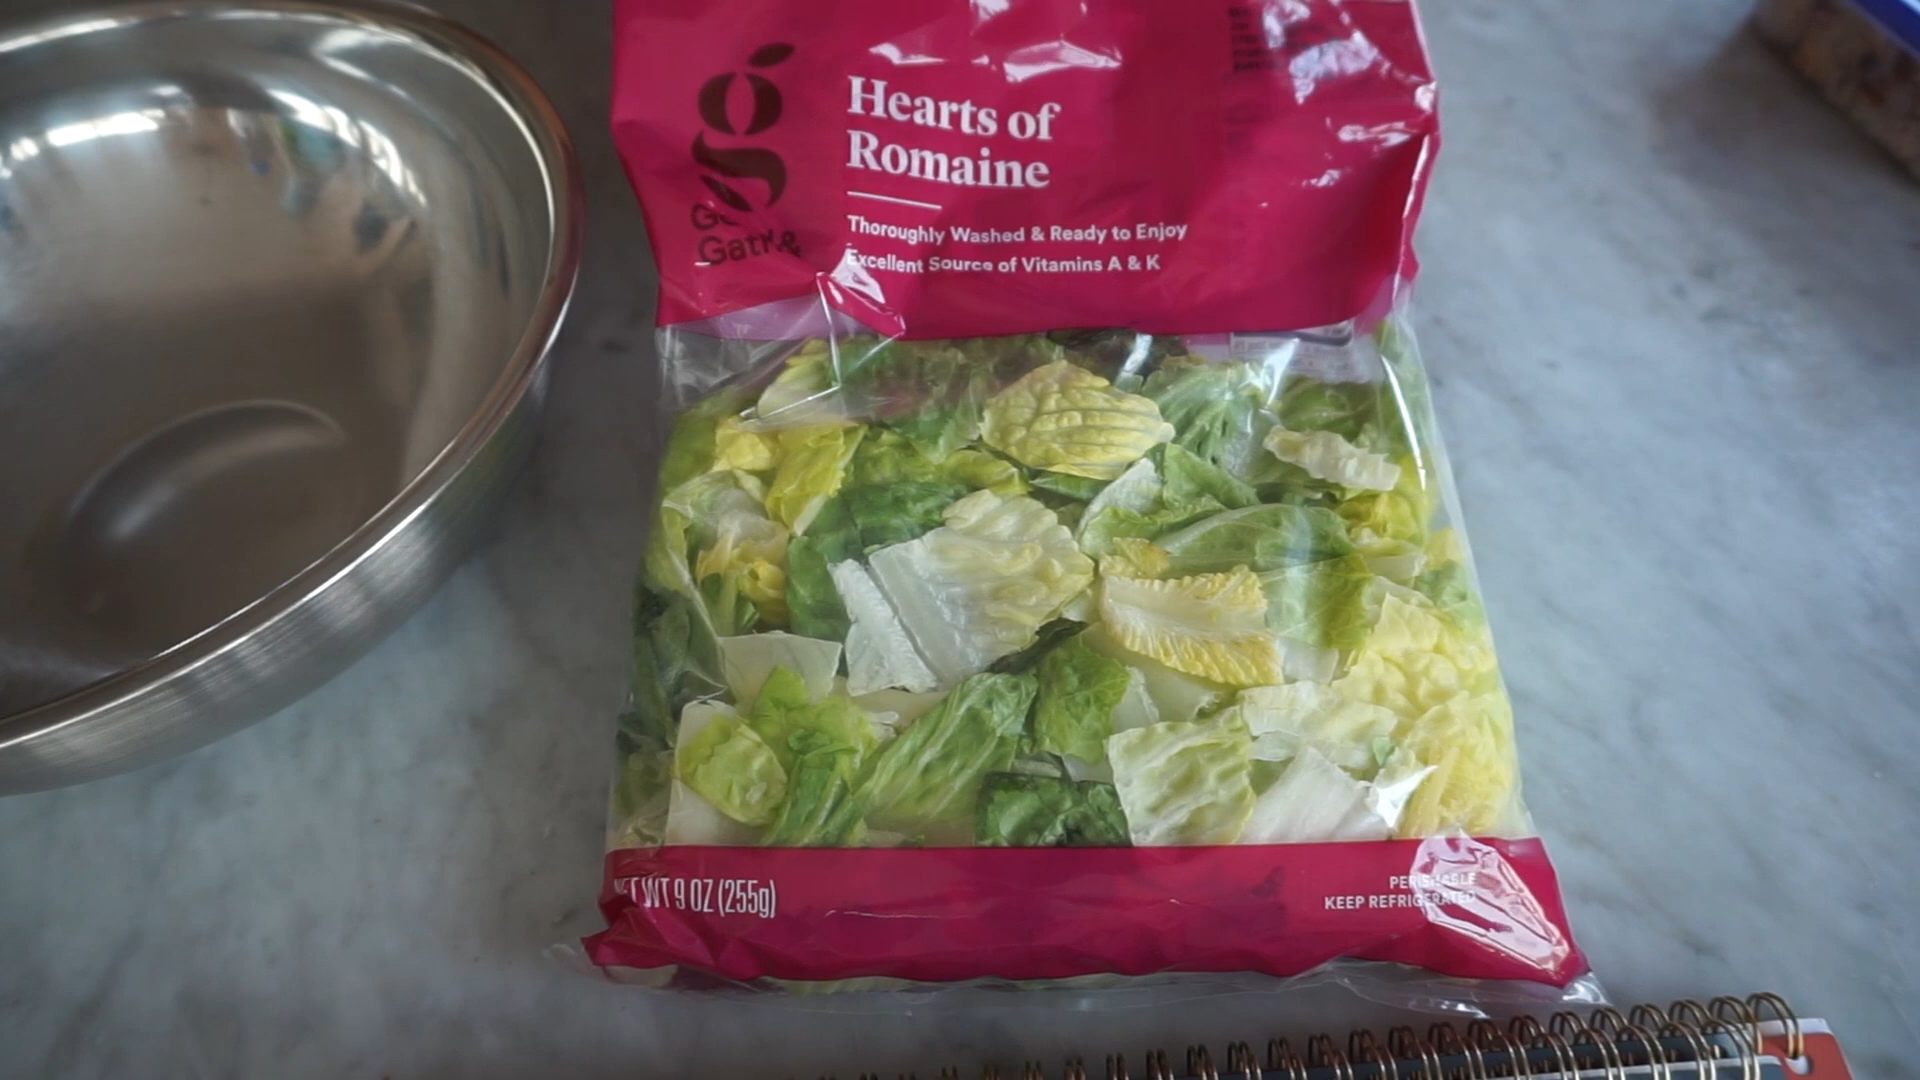 Hearts of
Romaine
Thoroughly Washed & Ready to Enjoy
Excellent Source of Vitamins A & K
NET WT 9 OZ (255g)
PERISHABLE
KEEP REFRIGERATED